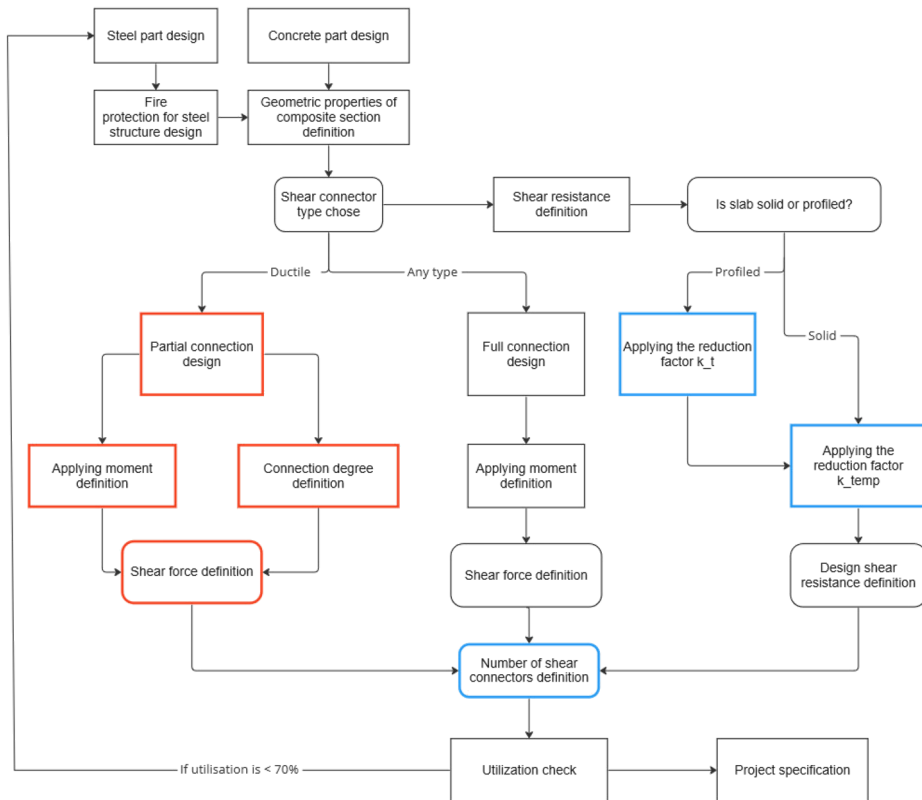 Steel part design
Concrete part design
Fire
protection for steel
structure design
Geometric properties of
composite section
definition
Shear connector
type chose
Shear resistance
definition
Is slab solid or profiled?
Ductile
Any type
Profiled
Solid
Partial connection
design
Full connection
design
Applying the reduction
factor k_t
Applying moment
definition
Connection degree
definition
Applying moment
definition
Applying the
reduction factor
k_temp
Shear force definition
Shear force definition
Design shear
resistance definition
Number of shear
connectors definition
If utilisation is < 70%
Utilization check
Project specification